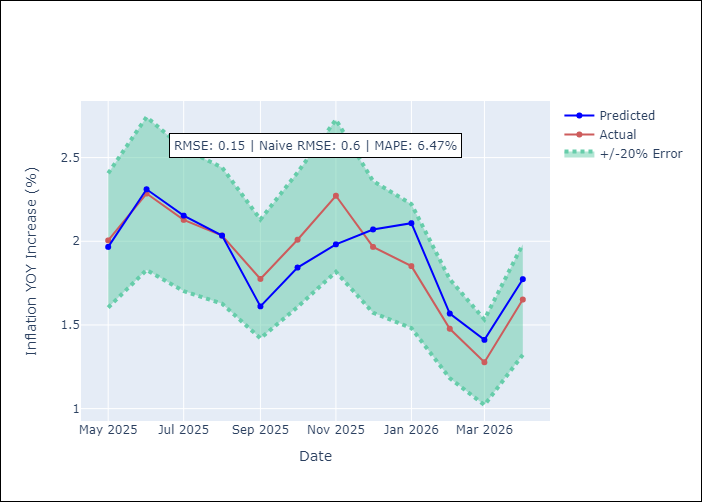 Predicted
Actual
+/-20% Error
RMSE: 0.15 | Naive RMSE: 0.6 | MAPE: 6.47%
Inflation YOY Increase (%)
2.5
2
1.5
1
May 2025 Jul 2025 Sep 2025 Nov 2025 Jan 2026 Mar 2026
Date